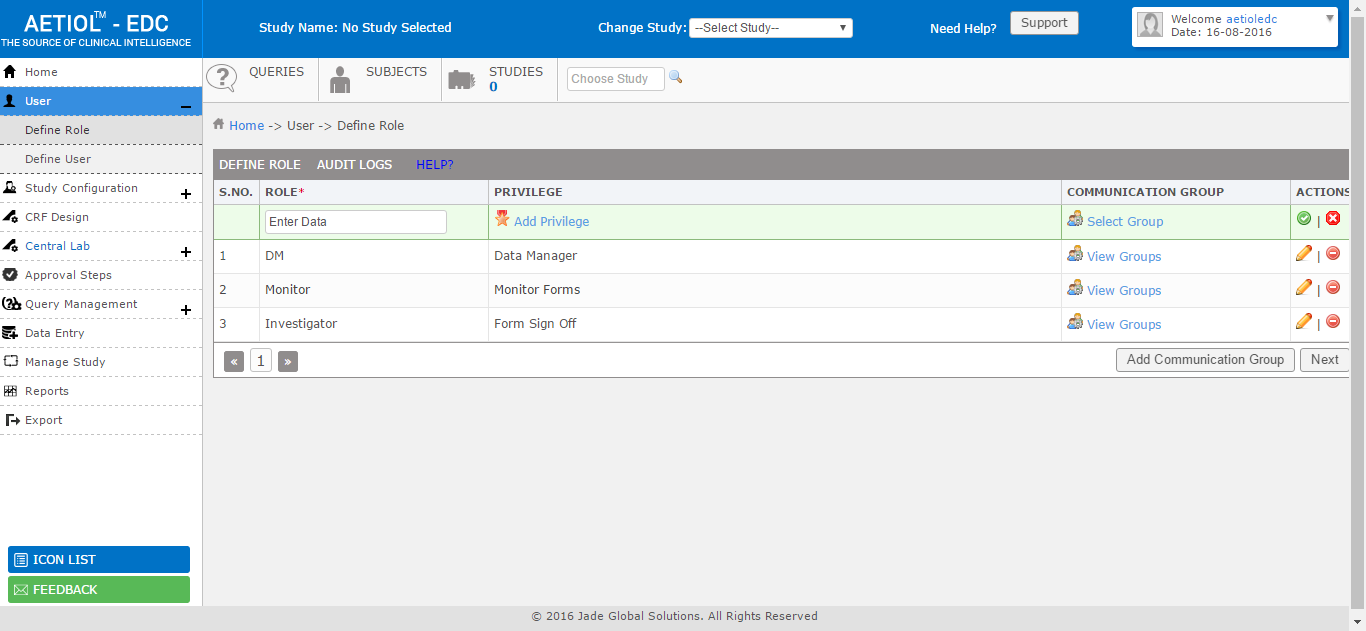 AETIOL™ - EDC
THE SOURCE OF CLINICAL INTELLIGENCE
Study Name: No Study Selected
Change Study: --Select Study--
Need Help? Support
Welcome aetioledc
Date: 16-08-2016
Home
User
Define Role
Define User
Study Configuration
CRF Design
Central Lab
Approval Steps
Query Management
Data Entry
Manage Study
Reports
Export
ICON LIST
FEEDBACK
QUERIES
SUBJECTS
STUDIES
0
Choose Study
Home -> User -> Define Role
DEFINE ROLE AUDIT LOGS HELP?
S.NO. ROLE* PRIVILEGE COMMUNICATION GROUP ACTIONS
Enter Data Add Privilege Select Group |
1 DM Data Manager View Groups |
2 Monitor Monitor Forms View Groups |
3 Investigator Form Sign Off View Groups |
« 1 » Add Communication Group Next
© 2016 Jade Global Solutions. All Rights Reserved